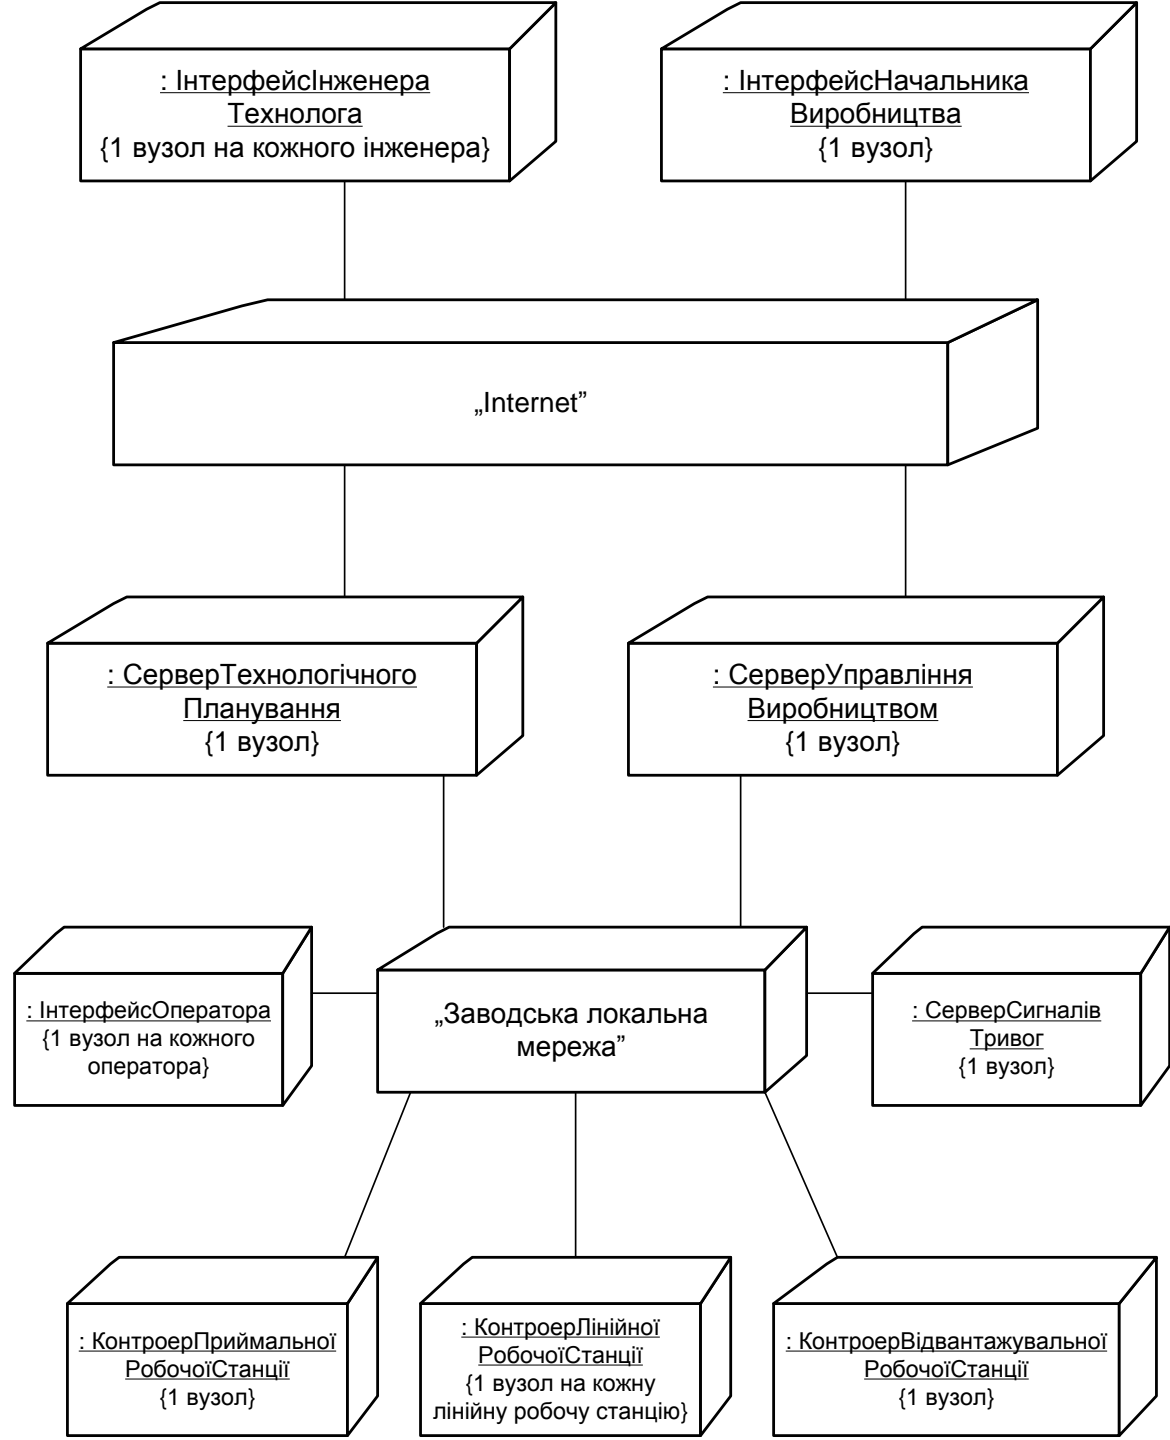 : ІнтерфейсІнженера
Технолога
{1 вузол на кожного інженера}
: ІнтерфейсНачальника
Виробництва
{1 вузол}
„Internet”
: СерверТехнологічного
Планування
{1 вузол}
: СерверУправління
Виробництвом
{1 вузол}
: ІнтерфейсОператора
{1 вузол на кожного
оператора}
„Заводська локальна
мережа”
: СерверСигналів
Тривог
{1 вузол}
: КонтроерПриймальної
РобочоїСтанції
{1 вузол}
: КонтроерЛінійної
РобочоїСтанції
{1 вузол на кожну
лінійну робочу станцію}
: КонтроерВідвантажувальної
РобочоїСтанції
{1 вузол}